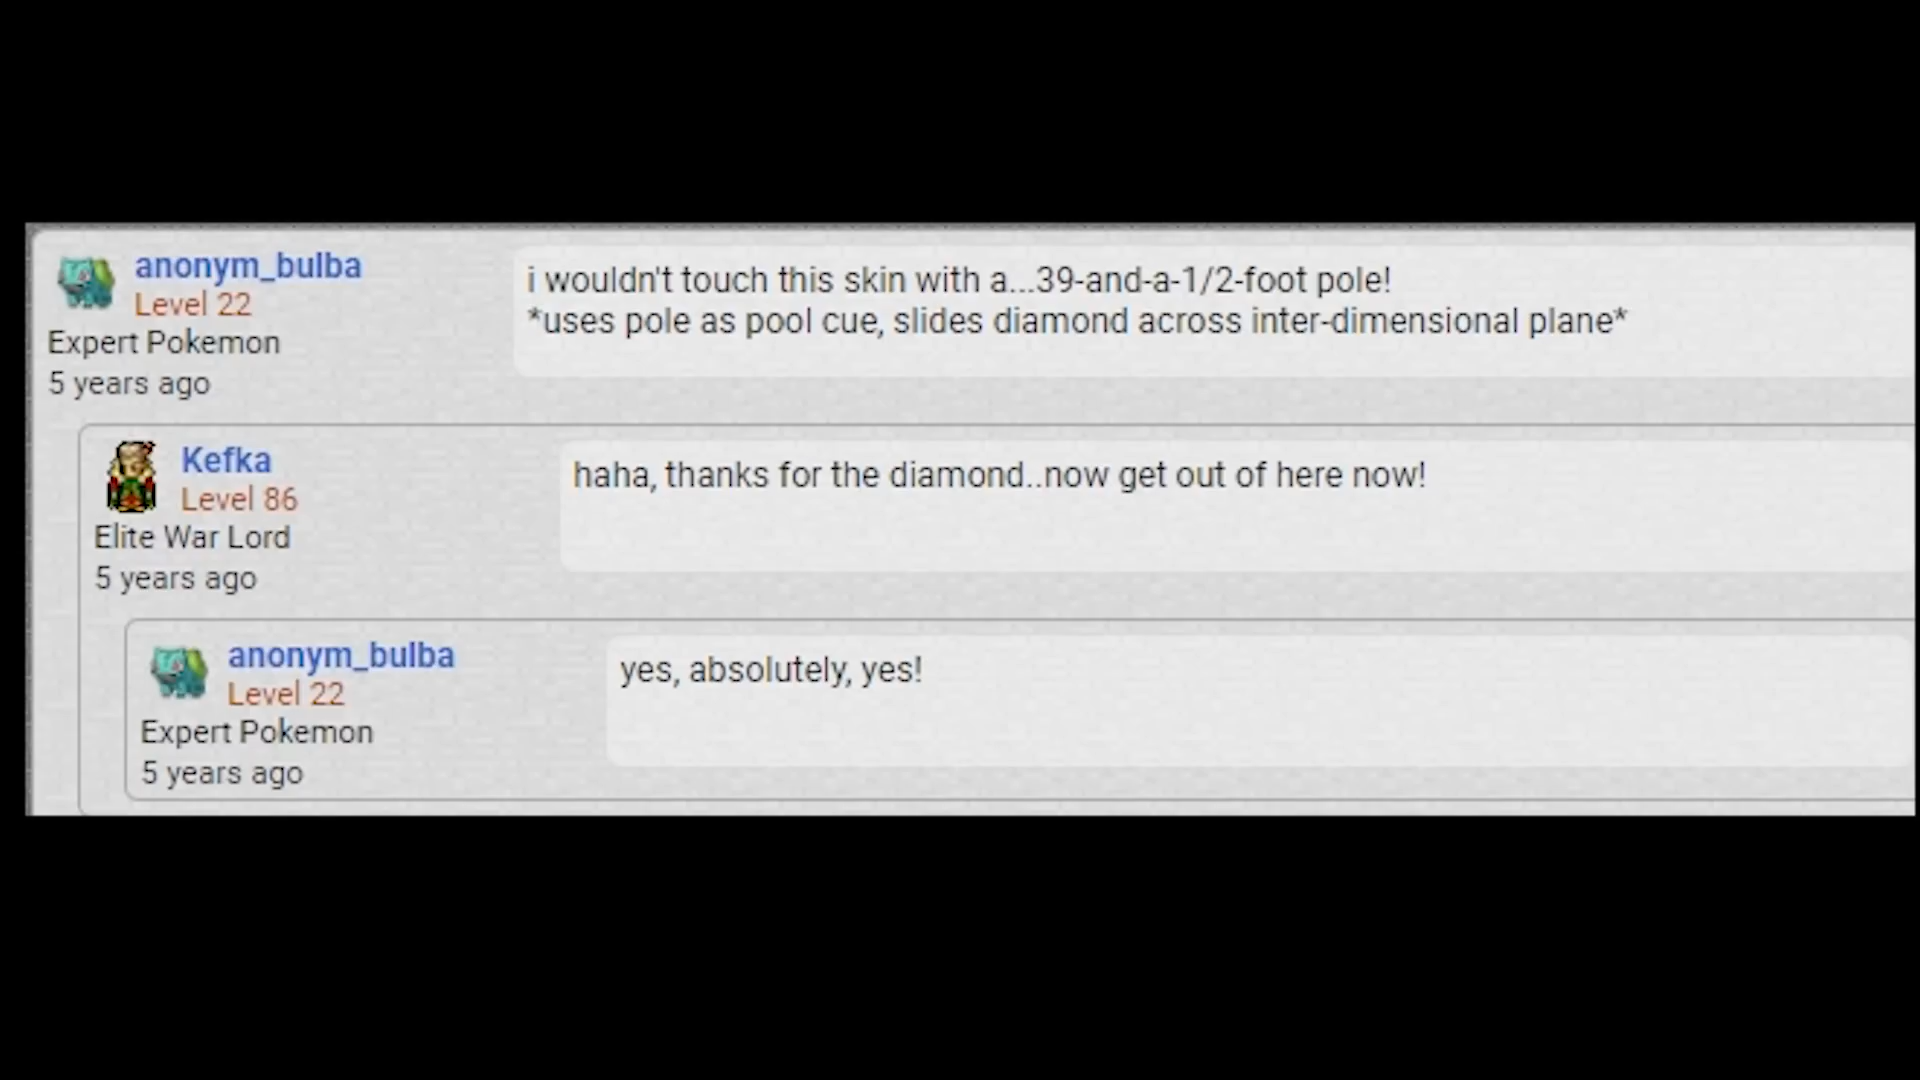 anonym_bulba
Level 22
Expert Pokemon
5 years ago
i wouldn't touch this skin with a...39-and-a-1/2-foot pole!
*uses pole as pool cue, slides diamond across inter-dimensional plane*
Kefka
Level 86
Elite War Lord
5 years ago
haha, thanks for the diamond..now get out of here now!
anonym_bulba
Level 22
Expert Pokemon
5 years ago
yes, absolutely, yes!